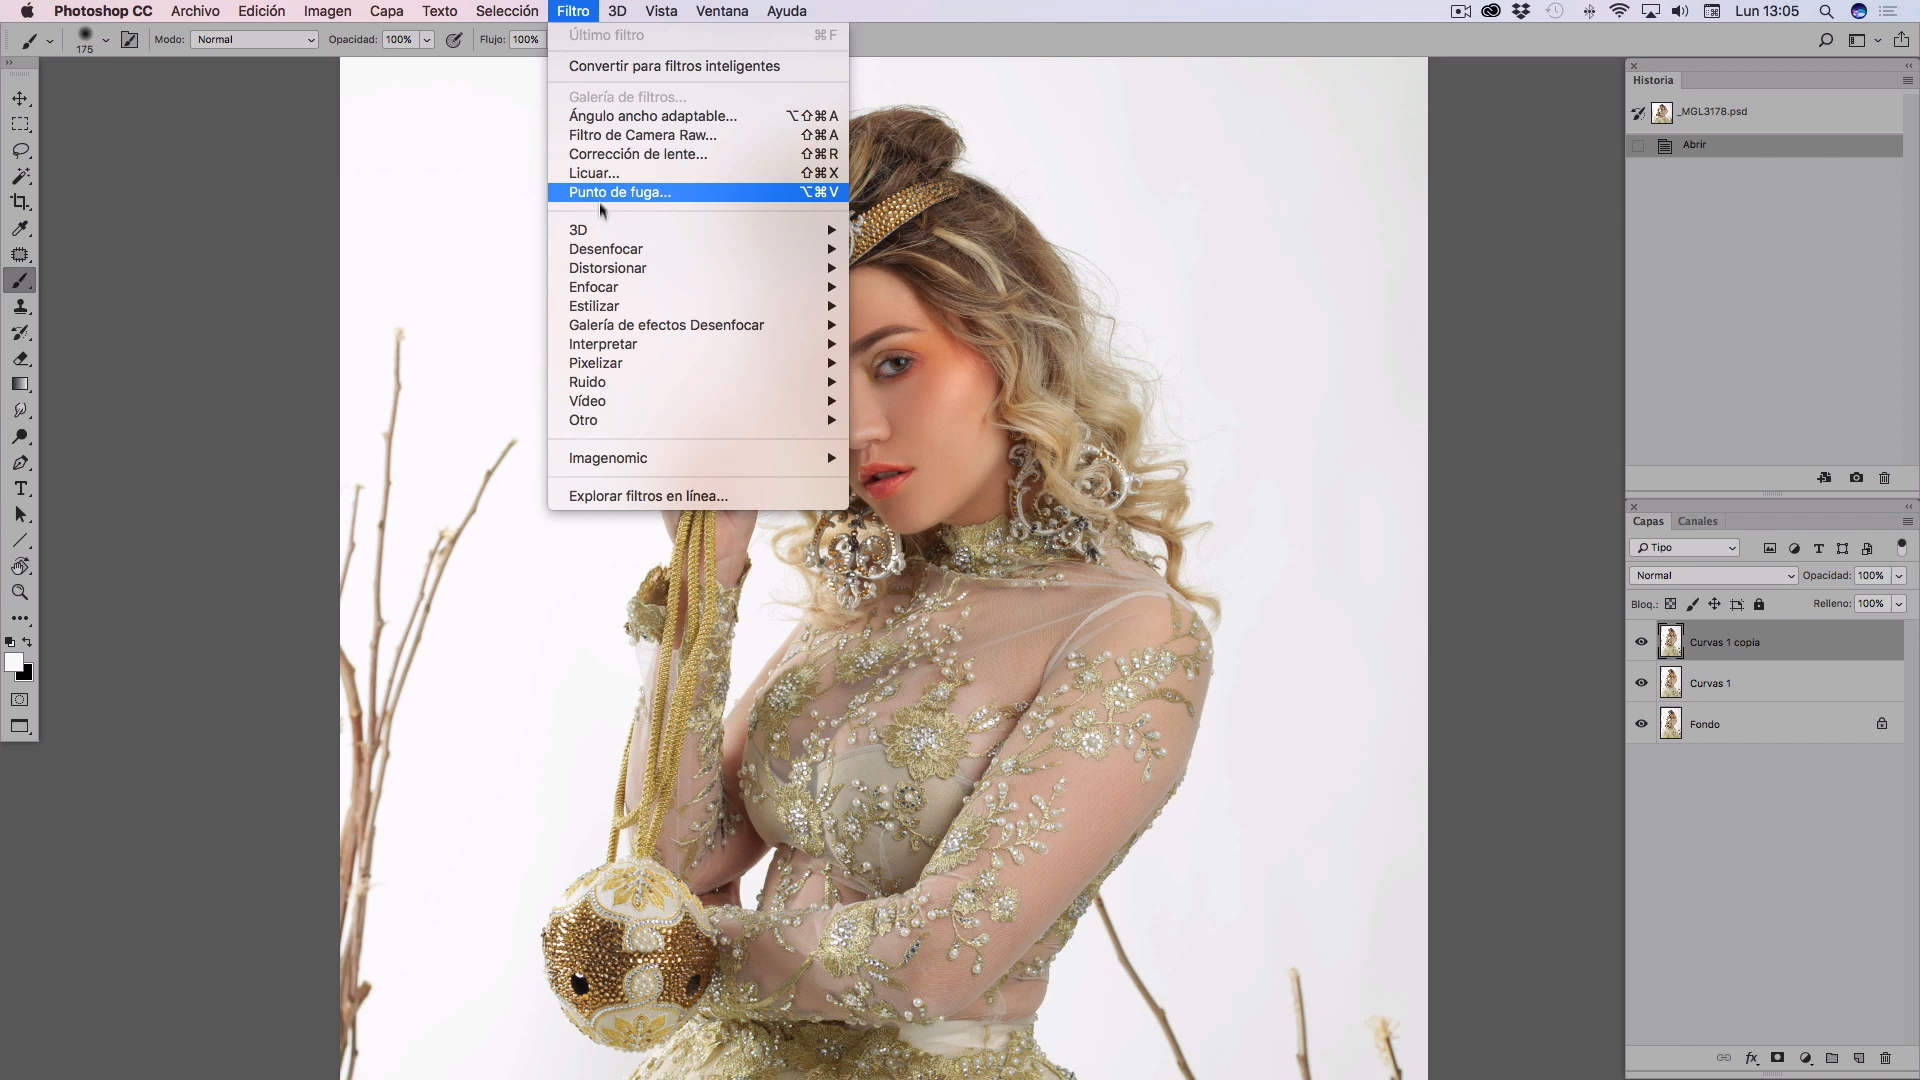 Photoshop CC Archivo Edición Imagen Capa Texto Selección Filtro 3D Vista Ventana Ayuda Lun 13:05
175 Modo: Normal Opacidad: 100% Flujo: 100%
Último filtro ⌘F
Convertir para filtros inteligentes
Galería de filtros...
Ángulo ancho adaptable... ⌥⇧⌘A
Filtro de Camera Raw... ⇧⌘A
Corrección de lente... ⇧⌘R
Licuar... ⇧⌘X
Punto de fuga... ⌥⌘V
3D
Desenfocar
Distorsionar
Enfocar
Estilizar
Galería de efectos Desenfocar
Interpretar
Pixelizar
Ruido
Vídeo
Otro
Imagenomic
Explorar filtros en línea...
Historia
_MGL3178.psd
Abrir
Capas Canales
Tipo
Normal Opacidad: 100%
Bloq.: Relleno: 100%
Curvas 1 copia
Curvas 1
Fondo
fx